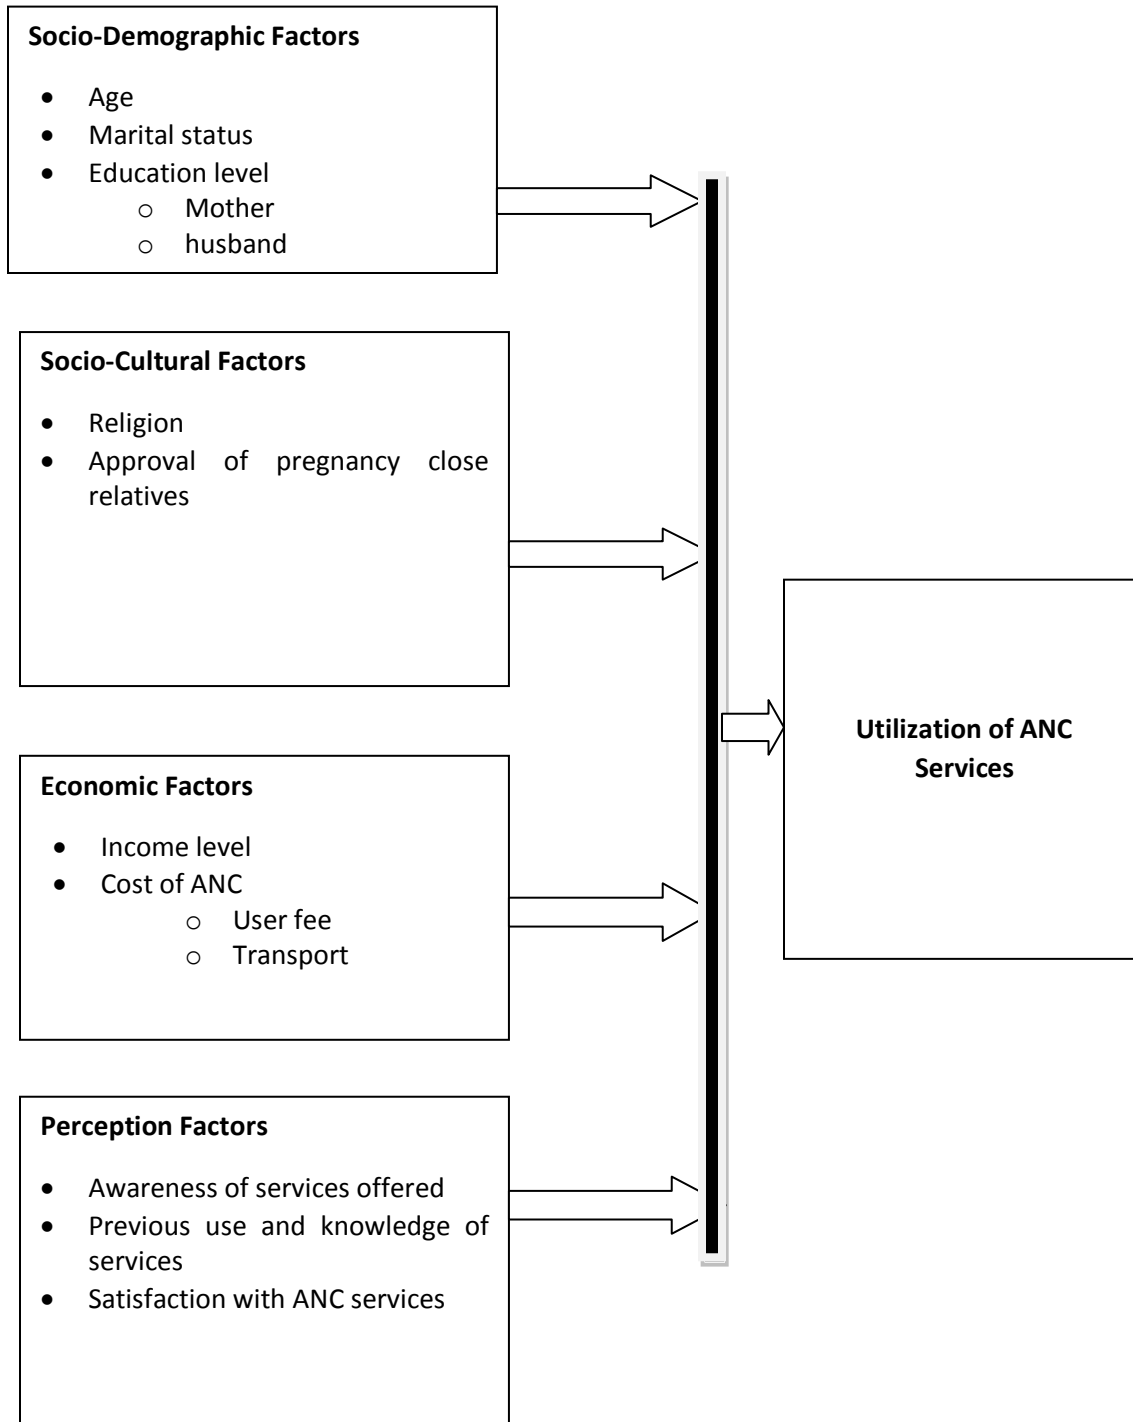 Socio-Demographic Factors
• Age
• Marital status
• Education level
o Mother
o husband
Socio-Cultural Factors
• Religion
• Approval of pregnancy close
relatives
Economic Factors
• Income level
• Cost of ANC
o User fee
o Transport
Perception Factors
• Awareness of services offered
• Previous use and knowledge of
services
• Satisfaction with ANC services
Utilization of ANC
Services